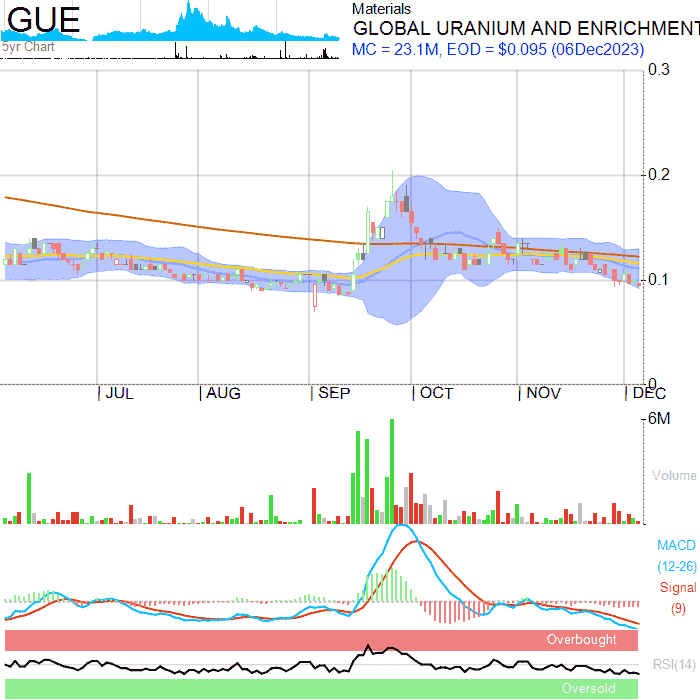 GUE
5yr Chart
Materials
GLOBAL URANIUM AND ENRICHMENT
MC = 23.1M, EOD = $0.095 (06Dec2023)
0.3
0.2
0.1
0
JUL AUG SEP OCT NOV DEC
6M
Volume
MACD
(12-26)
Signal
(9)
Overbought
RSI(14)
Oversold